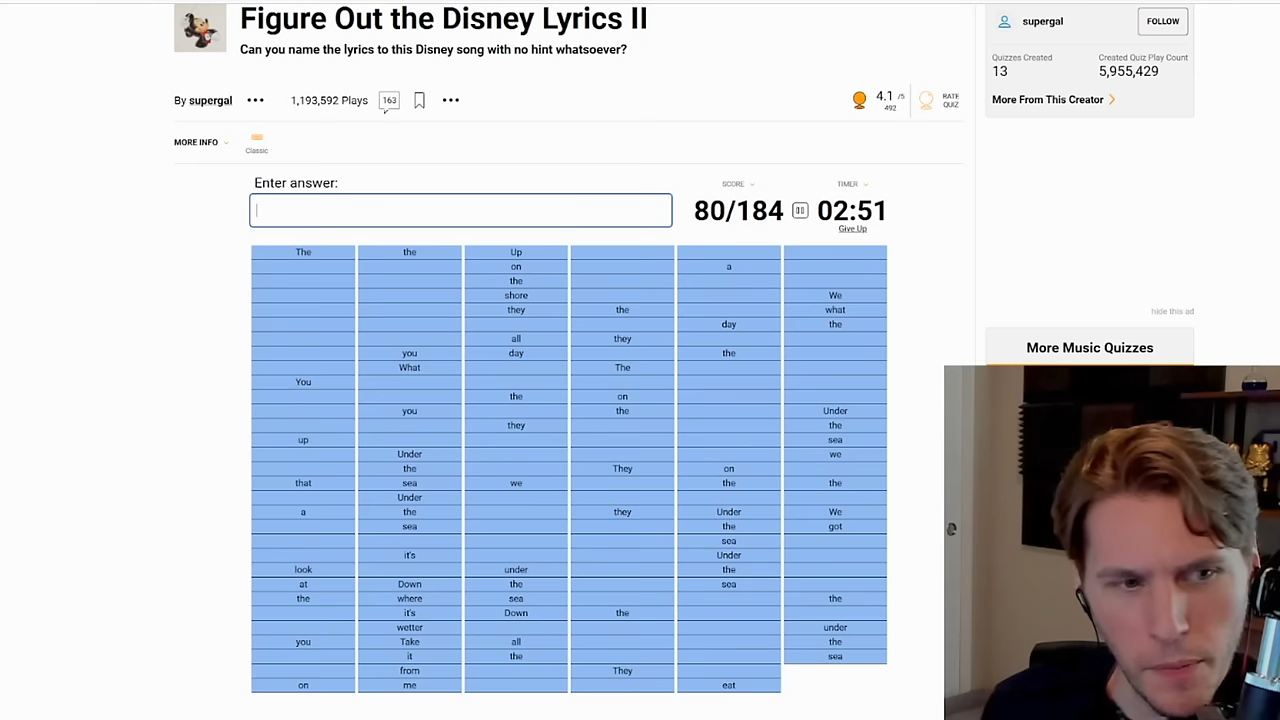 Figure Out the Disney Lyrics II
Can you name the lyrics to this Disney song with no hint whatsoever?
By supergal ••• 1,193,592 Plays 163 •••
4.1 /5
492
RATE
QUIZ
MORE INFO
Classic
supergal
FOLLOW
Quizzes Created
13
Created Quiz Play Count
5,955,429
More From This Creator
Enter answer:
SCORE
80/184
TIMER
02:51
Give Up
The the Up
on a
the
shore We
they the what
day the
all they
you day the
What The
You
the on
you the Under
they the
up sea
Under we
the They on
that sea we the the
Under
a the they Under We
sea the got
sea
it's Under
look under the
at Down the sea
the where sea the
it's Down the
wetter under
you Take all the
it the sea
from They
on me eat
hide this ad
More Music Quizzes